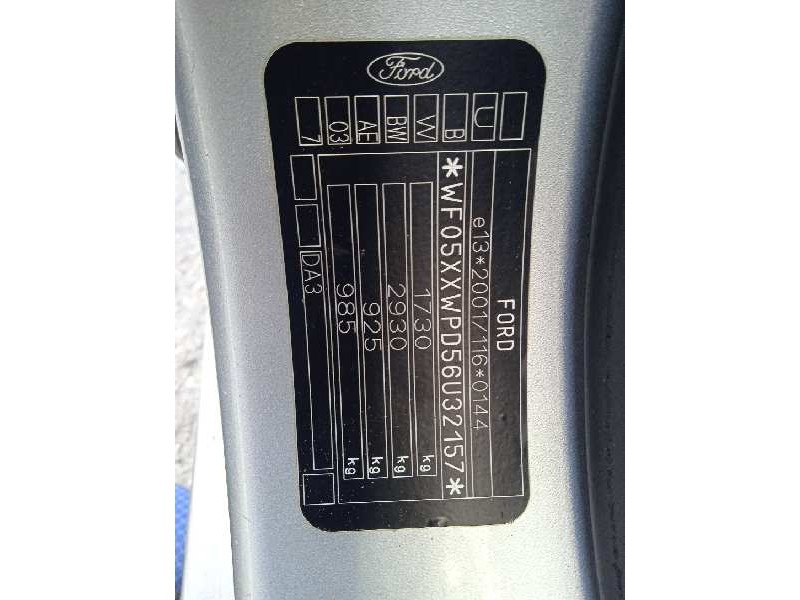 Ford
FORD
e13*2001/116*0144
*WF05XXWPD56U32157*
1730 kg
2930 kg
925 kg
985 kg
DA3
U
B
W
BW
AE
03
7